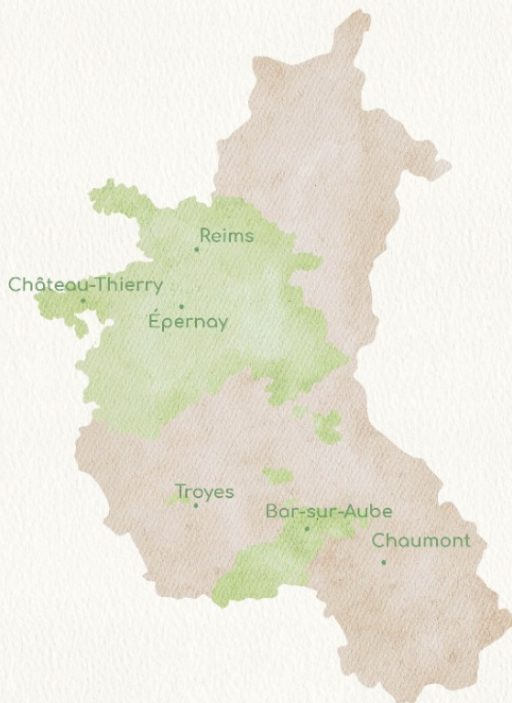 Reims
Château-Thierry
Épernay
Troyes
Bar-sur-Aube
Chaumont